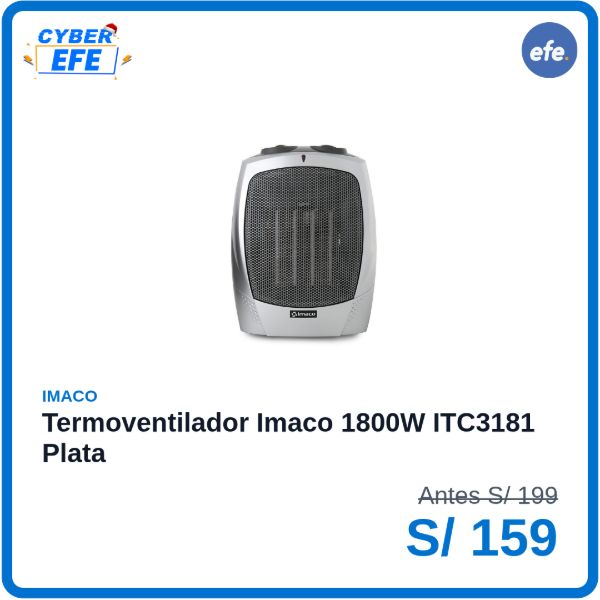 CYBER
EFE
efe.
imaco
IMACO
Termoventilador Imaco 1800W ITC3181
Plata
Antes S/ 199
S/ 159